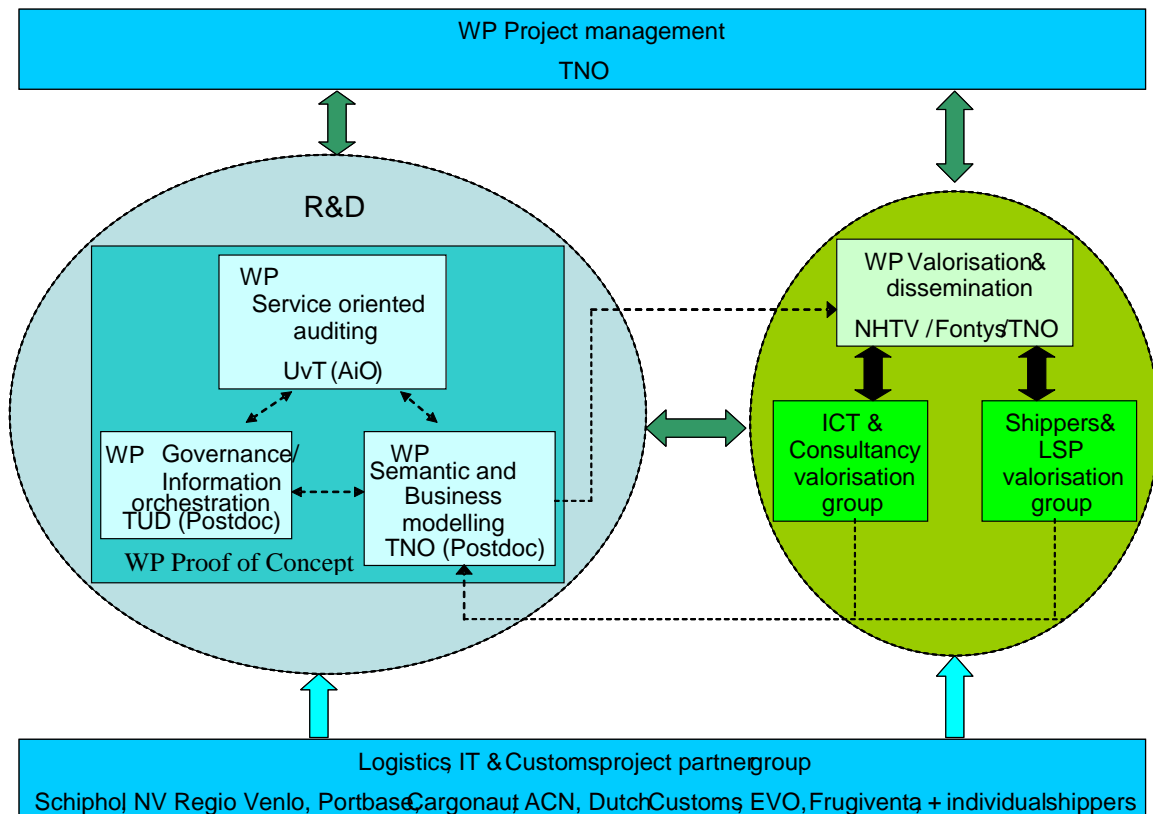 WP Project management
TNO
R&D
WP
Service oriented
auditing
UvT (AiO)
WP Governance/
Information
orchestration
TUD (Postdoc)
WP
Semantic and
Business
modelling
TNO (Postdoc)
WP Proof of Concept
WP Valorisation&
dissemination
NHTV /Fontys/TNO
ICT &
Consultancy
valorisation
group
Shippers&
LSP
valorisation
group
Logistics, IT & Customsproject partnergroup
Schiphol, NV Regio Venlo, Portbase, Cargonaut, ACN, DutchCustoms, EVO, Frugiventa, + individualshippers